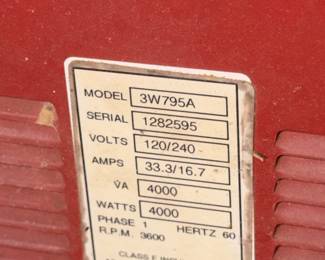 MODEL 3W795A
SERIAL 1282595
VOLTS 120/240
AMPS 33.3/16.7
VA 4000
WATTS 4000
PHASE 1 HERTZ 60
R.P.M. 3600
CLASS F